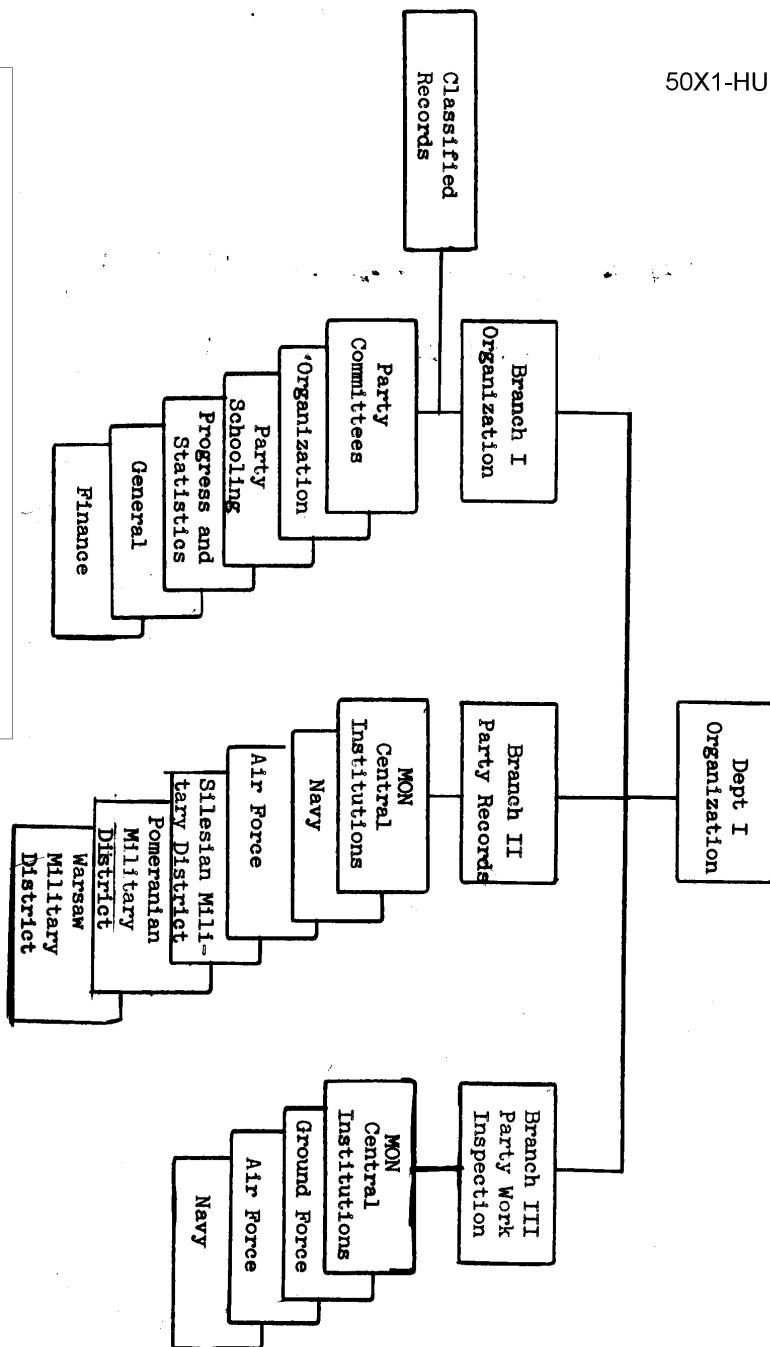 50X1-HU
Dept I
Organization
Branch I
Organization
Branch II
Party Records
Branch III
Party Work
Inspection
Classified
Records
Party
Committees
Organization
Party
Schooling
Progress and
Statistics
General
Finance
MON
Central
Institutions
Navy
Air Force
Silesian Mili-
tary District
Pomeranian
Military
District
Warsaw
Military
District
MON
Central
Institutions
Ground Force
Air Force
Navy